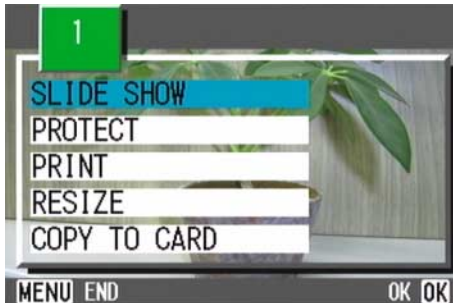 1
SLIDE SHOW
PROTECT
PRINT
RESIZE
COPY TO CARD
MENU END OK OK